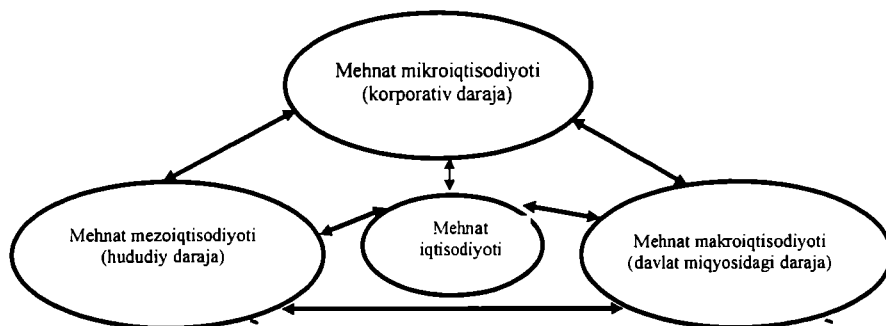 Mehnat mikroiqtisodiyoti
(korporativ daraja)
Mehnat mezoiqtisodiyoti
(hududiy daraja)
Mehnat
iqtisodiyoti
Mehnat makroiqtisodiyoti
(davlat miqyosidagi daraja)